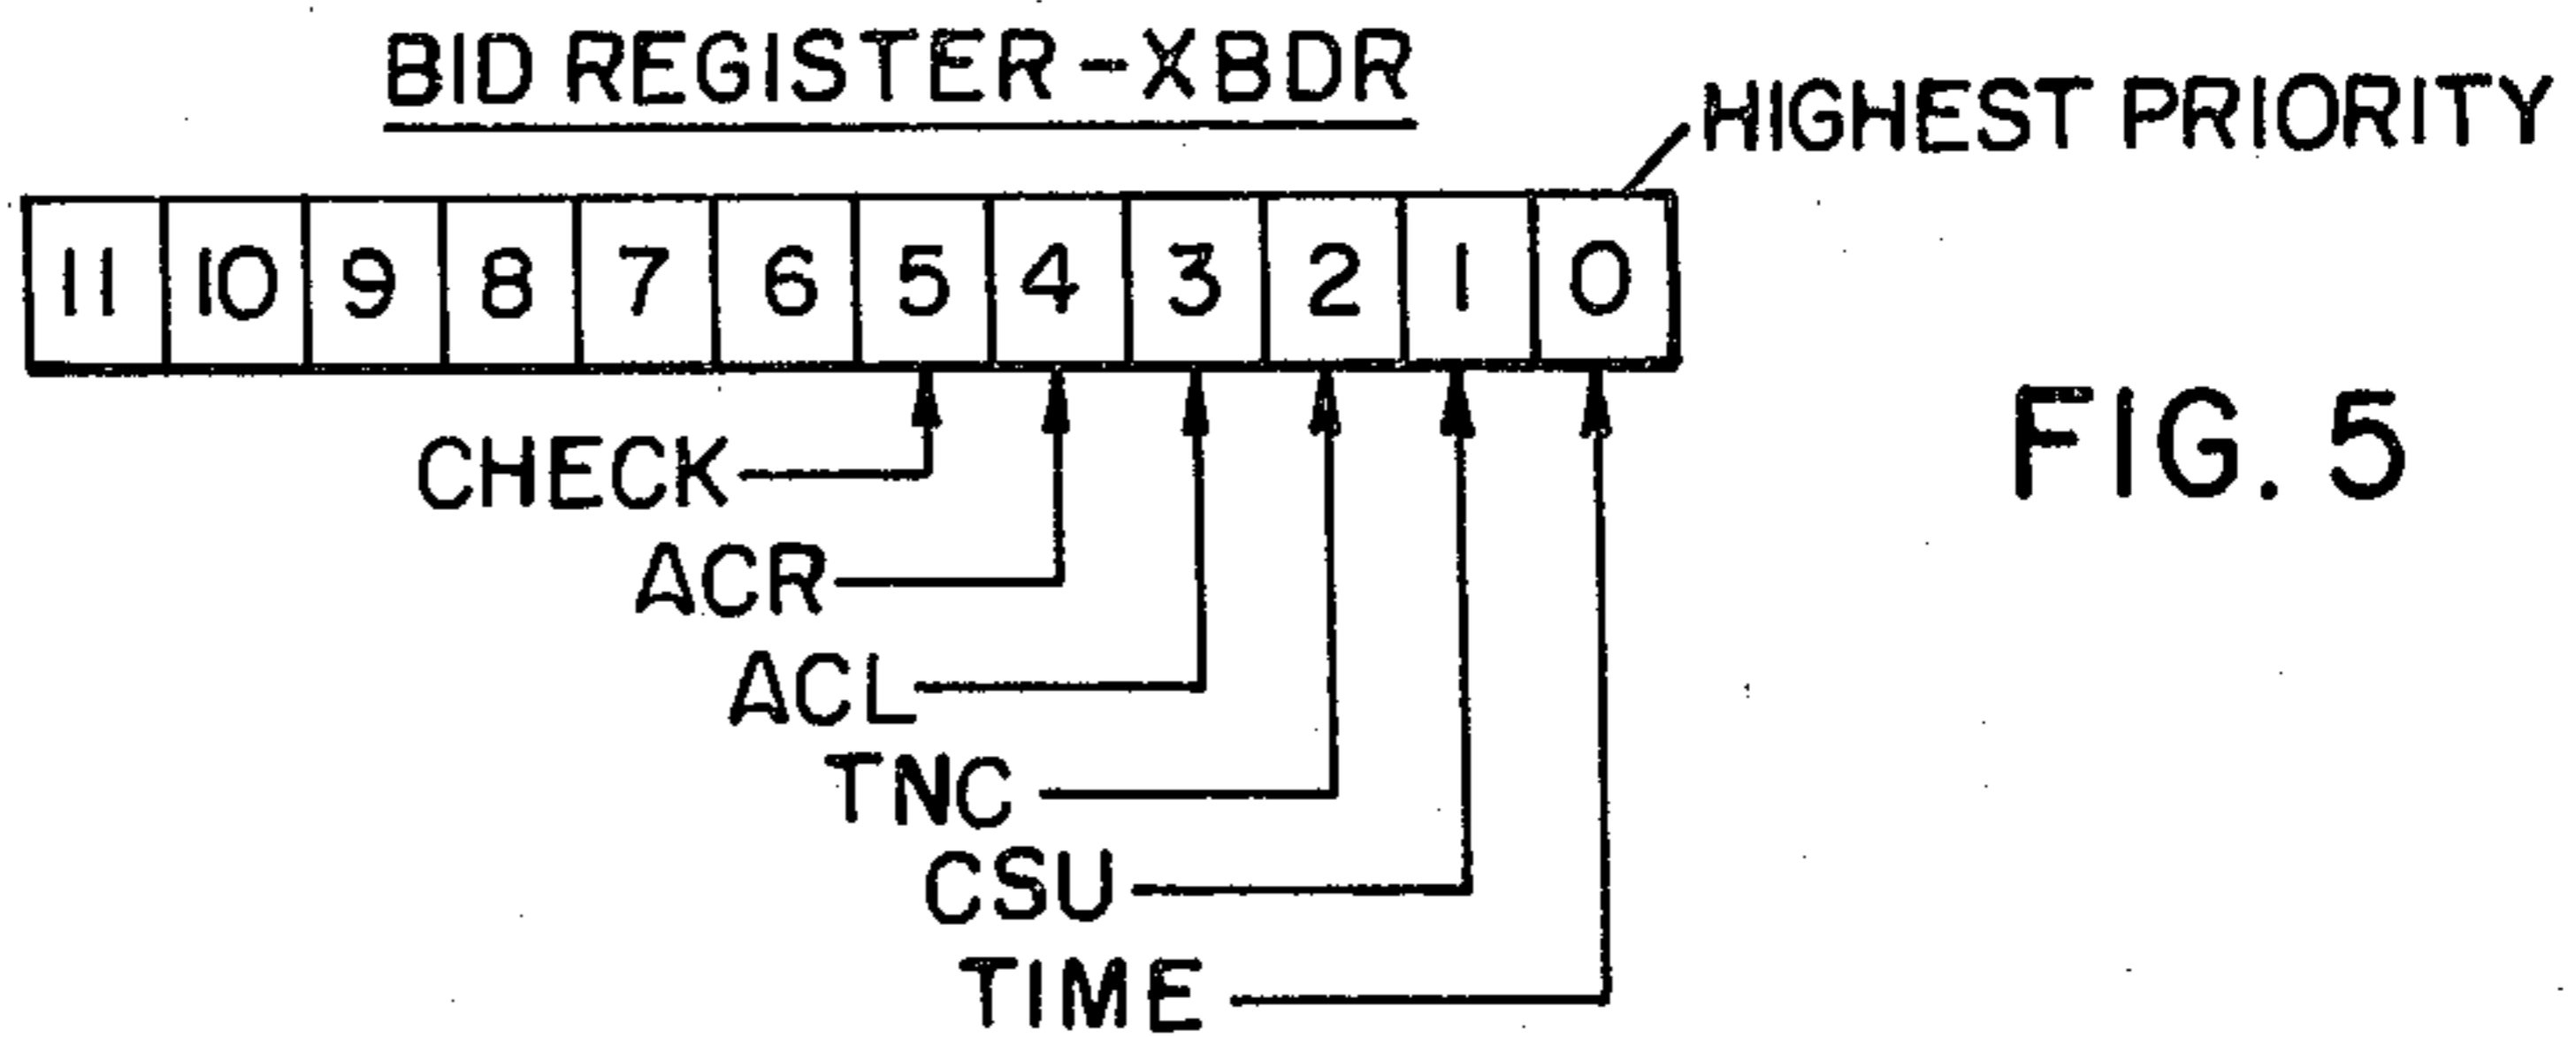 BID REGISTER-XBDR
HIGHEST PRIORITY
11 10 9 8 7 6 5 4 3 2 1 0
FIG. 5
CHECK
ACR
ACL
TNC
CSU
TIME